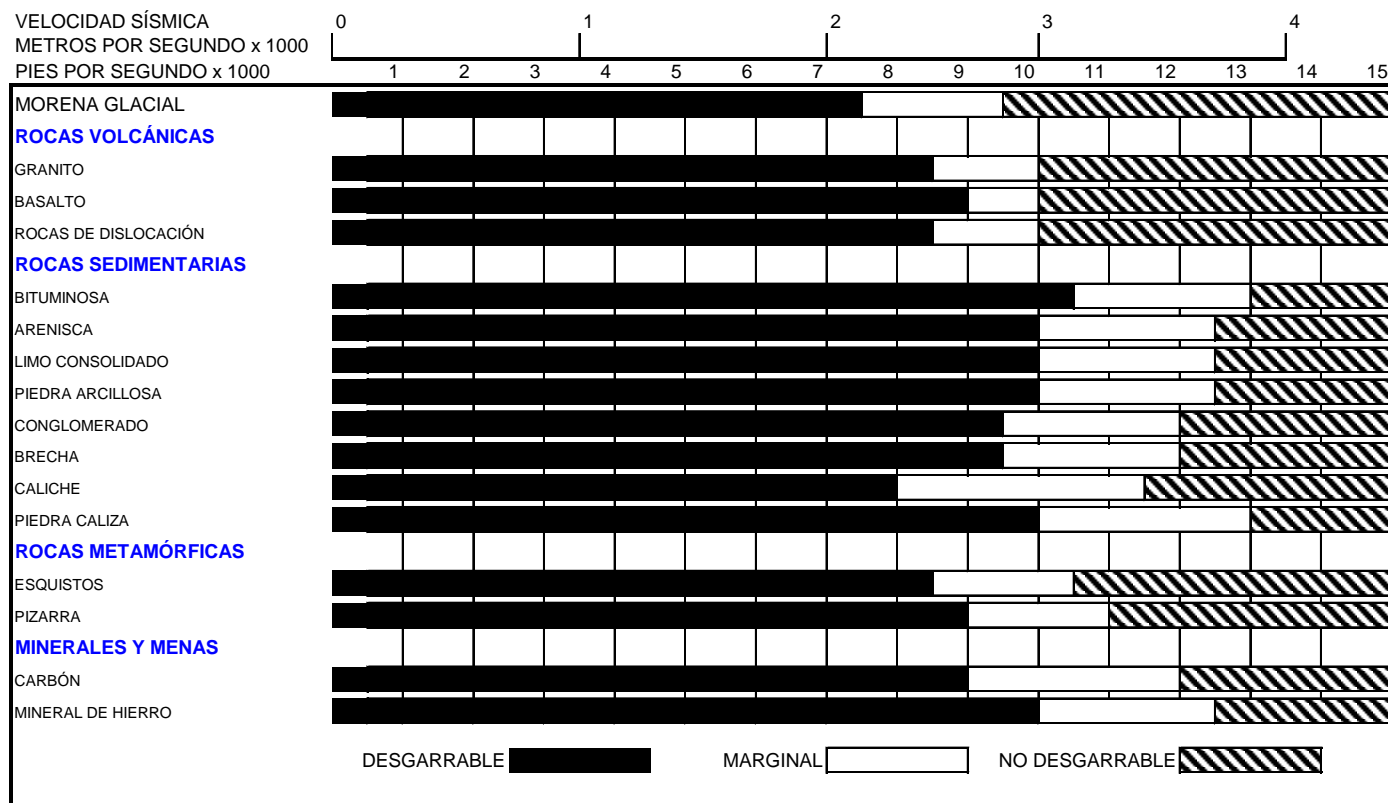 VELOCIDAD SÍSMICA 0 1 2 3 4
METROS POR SEGUNDO x 1000
PIES POR SEGUNDO x 1000 1 2 3 4 5 6 7 8 9 10 11 12 13 14 15
MORENA GLACIAL
ROCAS VOLCÁNICAS
GRANITO
BASALTO
ROCAS DE DISLOCACIÓN
ROCAS SEDIMENTARIAS
BITUMINOSA
ARENISCA
LIMO CONSOLIDADO
PIEDRA ARCILLOSA
CONGLOMERADO
BRECHA
CALICHE
PIEDRA CALIZA
ROCAS METAMÓRFICAS
ESQUISTOS
PIZARRA
MINERALES Y MENAS
CARBÓN
MINERAL DE HIERRO
DESGARRABLE MARGINAL NO DESGARRABLE